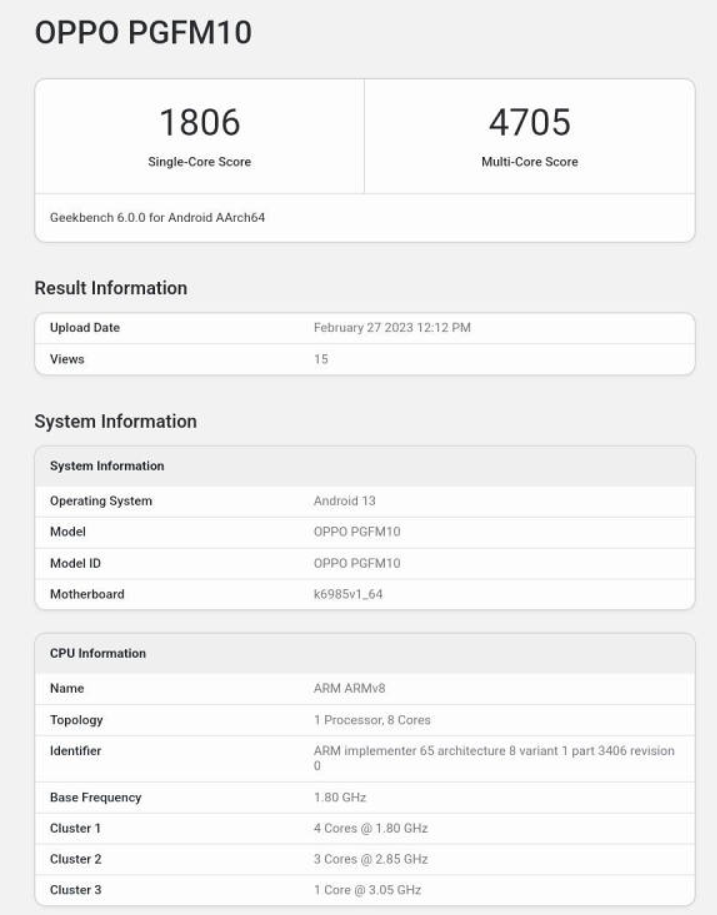 OPPO PGFM10
1806
Single-Core Score
4705
Multi-Core Score
Geekbench 6.0.0 for Android AArch64
Result Information
Upload Date February 27 2023 12:12 PM
Views 15
System Information
System Information
Operating System Android 13
Model OPPO PGFM10
Model ID OPPO PGFM10
Motherboard k6985v1_64
CPU Information
Name ARM ARMv8
Topology 1 Processor, 8 Cores
Identifier ARM implementer 65 architecture 8 variant 1 part 3406 revision
0
Base Frequency 1.80 GHz
Cluster 1 4 Cores @ 1.80 GHz
Cluster 2 3 Cores @ 2.85 GHz
Cluster 3 1 Core @ 3.05 GHz